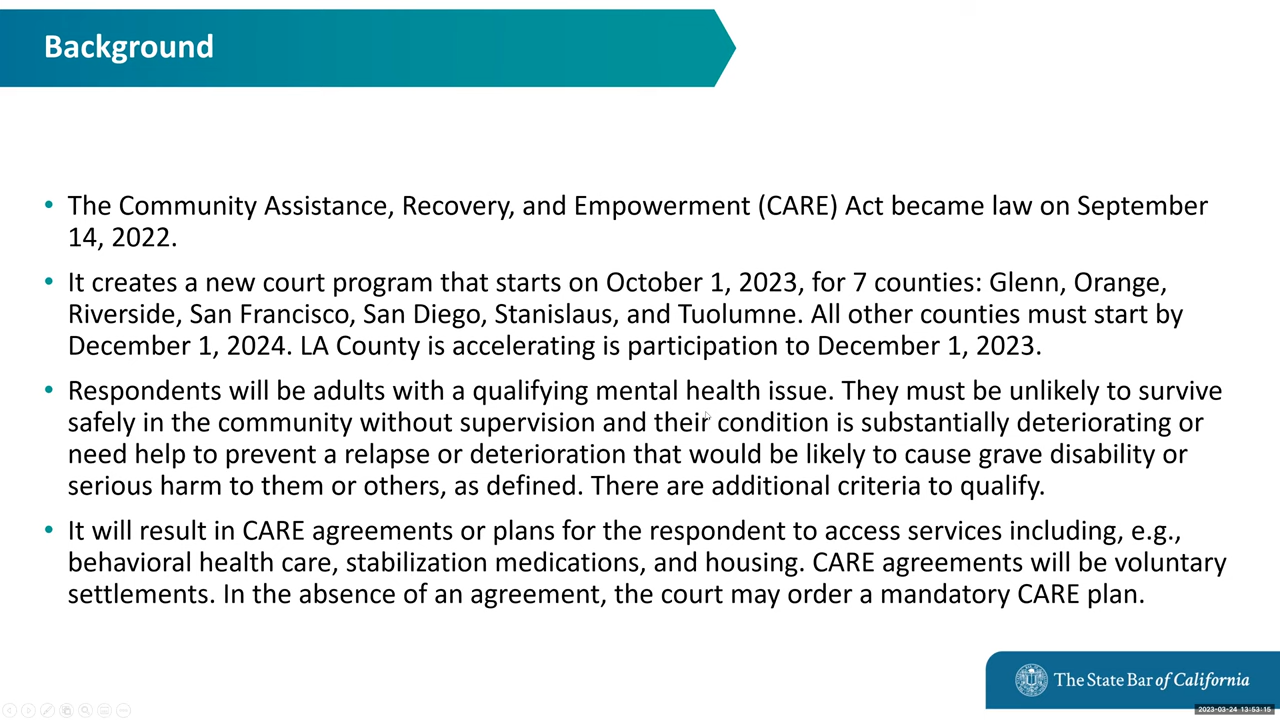 Background
• The Community Assistance, Recovery, and Empowerment (CARE) Act became law on September
14, 2022.
• It creates a new court program that starts on October 1, 2023, for 7 counties: Glenn, Orange,
Riverside, San Francisco, San Diego, Stanislaus, and Tuolumne. All other counties must start by
December 1, 2024. LA County is accelerating is participation to December 1, 2023.
• Respondents will be adults with a qualifying mental health issue. They must be unlikely to survive
safely in the community without supervision and their condition is substantially deteriorating or
need help to prevent a relapse or deterioration that would be likely to cause grave disability or
serious harm to them or others, as defined. There are additional criteria to qualify.
• It will result in CARE agreements or plans for the respondent to access services including, e.g.,
behavioral health care, stabilization medications, and housing. CARE agreements will be voluntary
settlements. In the absence of an agreement, the court may order a mandatory CARE plan.
The State Bar of California
2023-03-24 13:53:15